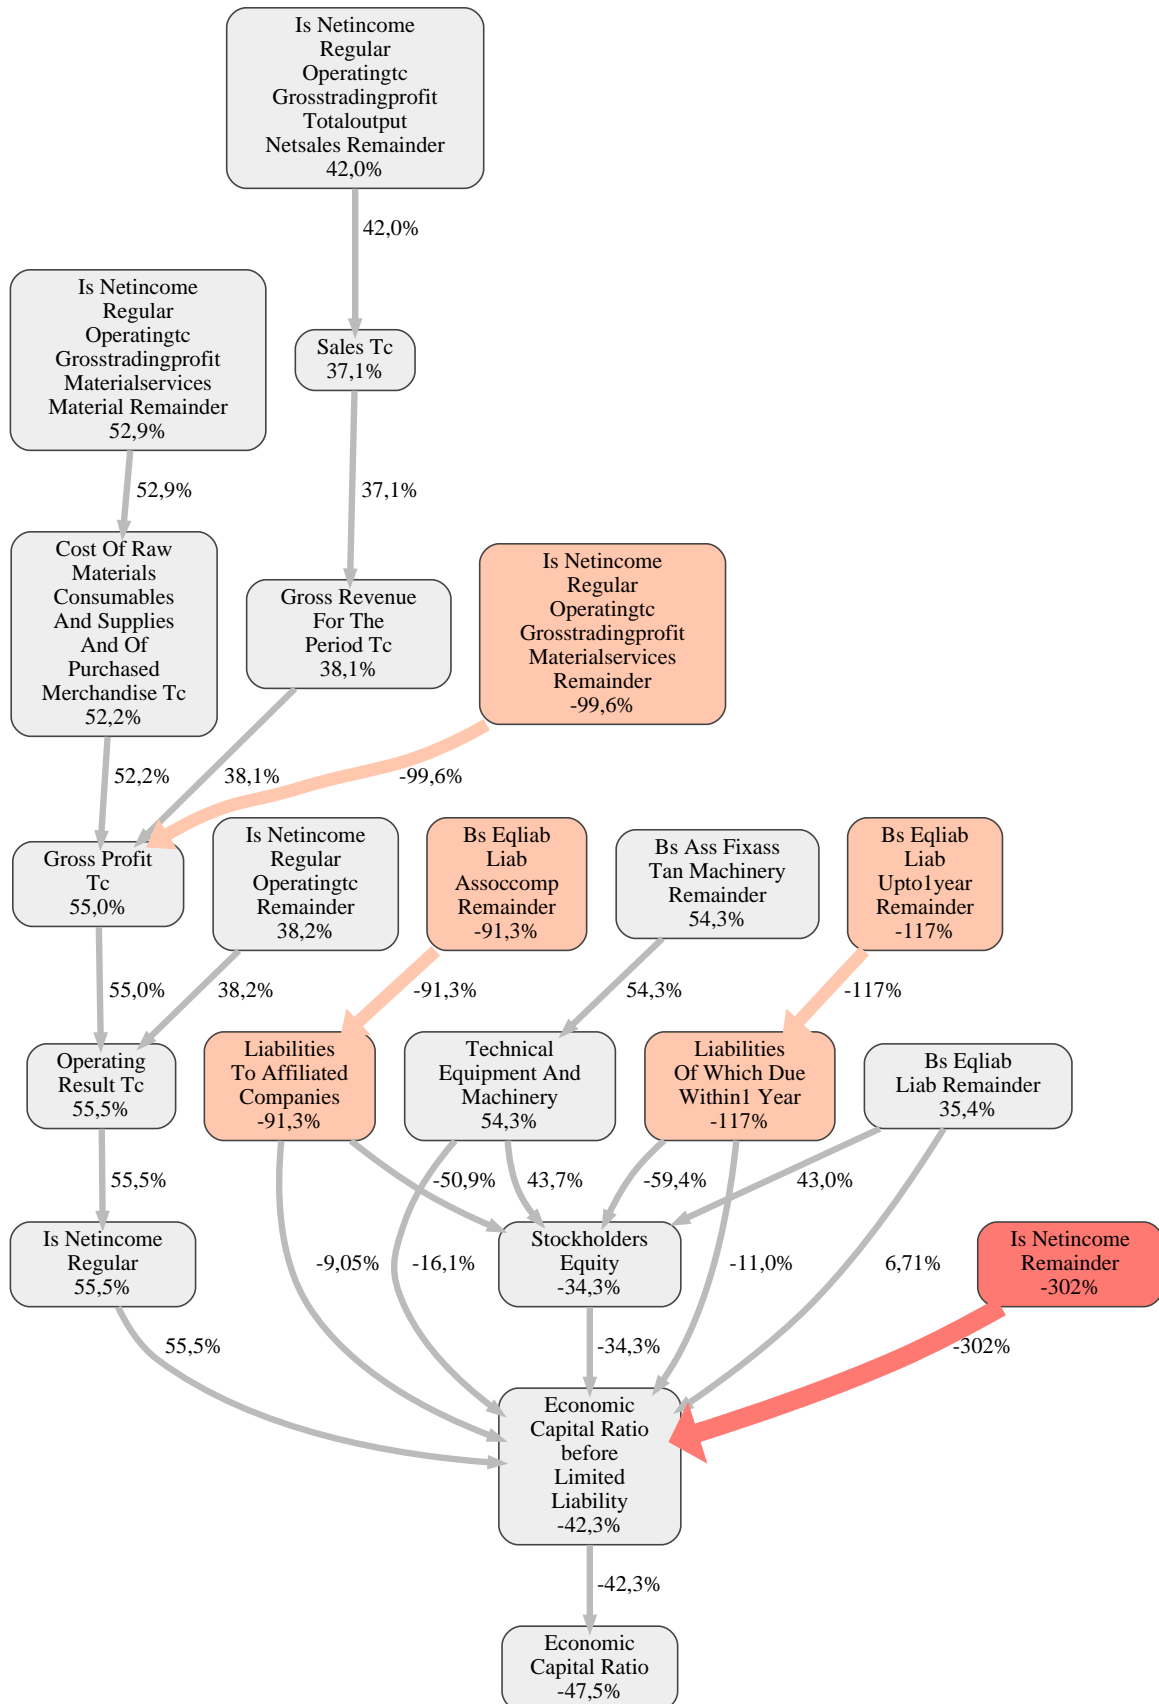 Is Netincome
Regular
Operatingtc
Grosstradingprofit
Totaloutput
Netsales Remainder
42,0%
42,0%
Is Netincome
Regular
Operatingtc
Grosstradingprofit
Materialservices
Material Remainder
52,9%
Sales Tc
37,1%
52,9%
37,1%
Cost Of Raw
Materials
Consumables
And Supplies
And Of
Purchased
Merchandise Tc
52,2%
Gross Revenue
For The
Period Tc
38,1%
Is Netincome
Regular
Operatingtc
Grosstradingprofit
Materialservices
Remainder
-99,6%
52,2%
38,1%
-99,6%
Gross Profit
Tc
55,0%
Is Netincome
Regular
Operatingtc
Remainder
38,2%
Bs Eqliab
Liab
Assoccomp
Remainder
-91,3%
Bs Ass Fixass
Tan Machinery
Remainder
54,3%
Bs Eqliab
Liab
Upto1year
Remainder
-117%
55,0%
38,2%
-91,3%
54,3%
-117%
Operating
Result Tc
55,5%
Liabilities
To Affiliated
Companies
-91,3%
Technical
Equipment And
Machinery
54,3%
Liabilities
Of Which Due
Within1 Year
-117%
Bs Eqliab
Liab Remainder
35,4%
55,5%
-50,9%
43,7%
-59,4%
43,0%
Is Netincome
Regular
55,5%
-9,05%
-16,1%
Stockholders
Equity
-34,3%
-11,0%
6,71%
Is Netincome
Remainder
-302%
55,5%
-34,3%
-302%
Economic
Capital Ratio
before
Limited
Liability
-42,3%
-42,3%
Economic
Capital Ratio
-47,5%